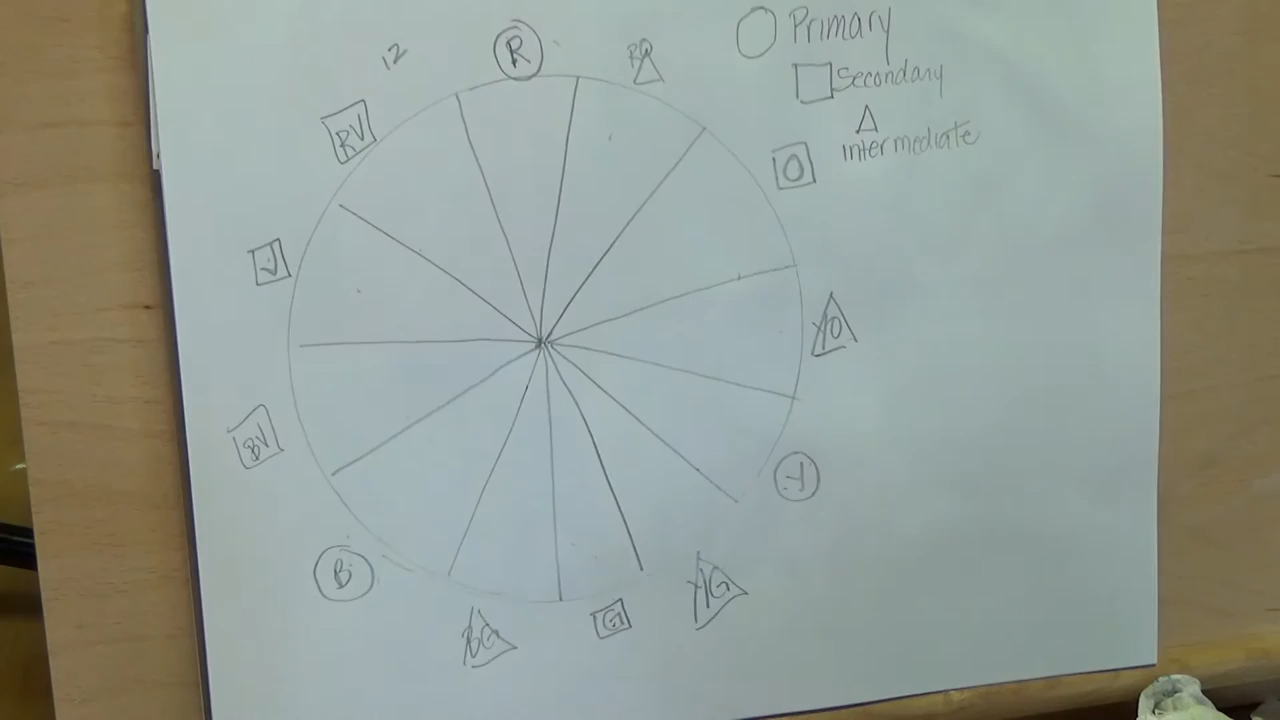 12
R
RO
Primary
Secondary
intermediate
RV
O
V
YO
BV
Y
B
YG
G
BG